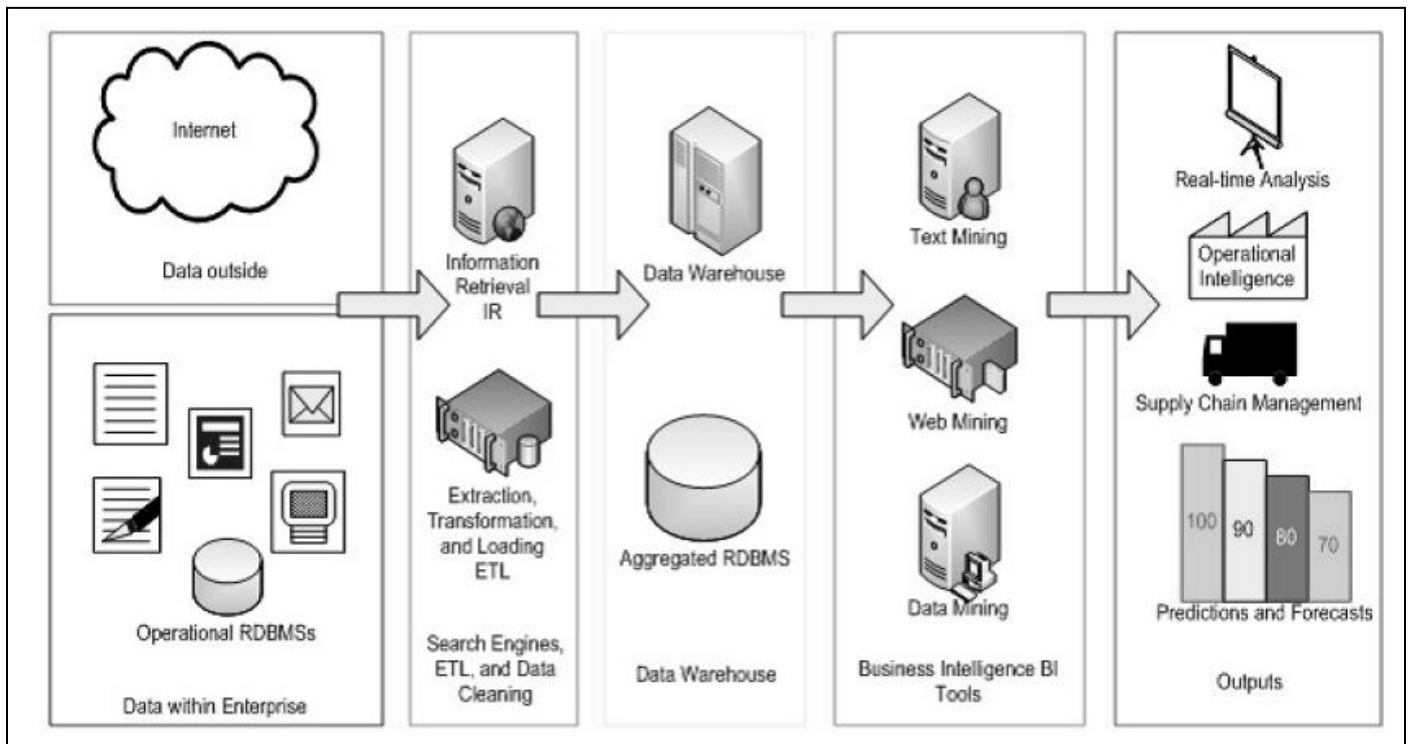 Internet
Data outside
Operational RDBMSs
Data within Enterprise
Information
Retrieval
IR
Extraction,
Transformation,
and Loading
ETL
Search Engines,
ETL, and Data
Cleaning
Data Warehouse
Aggregated RDBMS
Data Warehouse
Text Mining
Web Mining
Data Mining
Business Intelligence BI
Tools
Real-time Analysis
Operational
Intelligence
Supply Chain Management
100 90 80 70
Predictions and Forecasts
Outputs